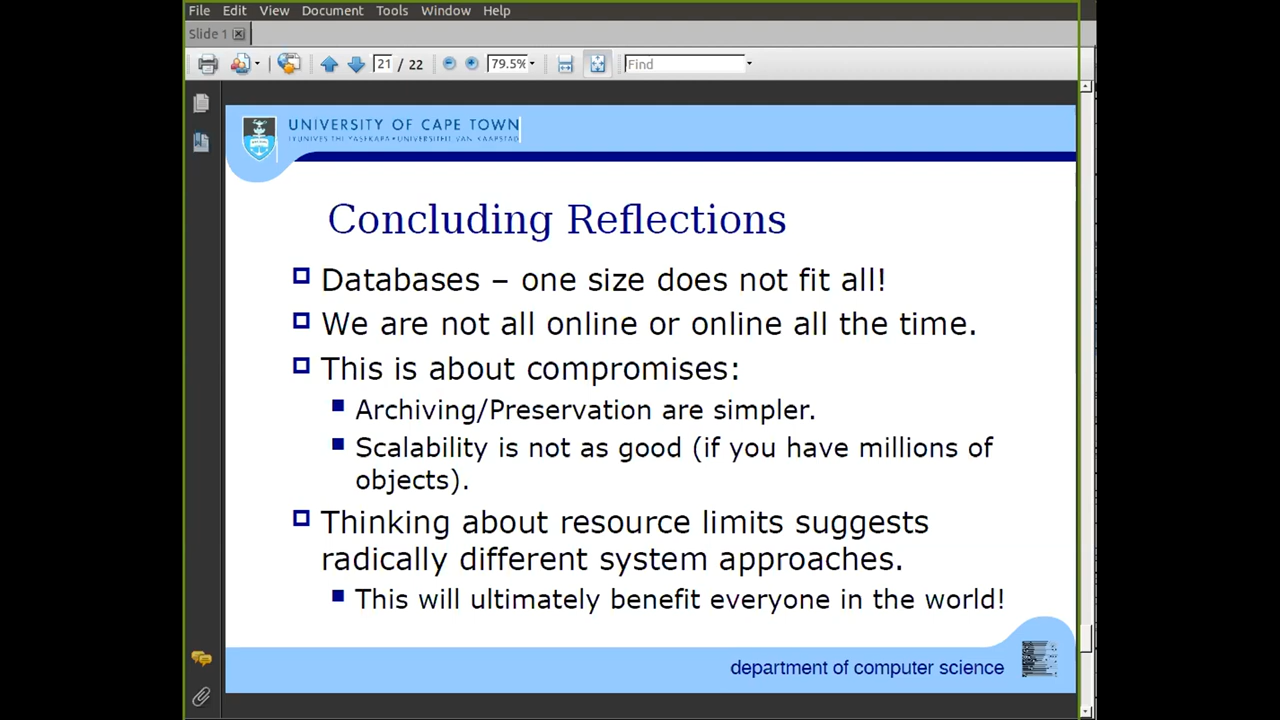 File Edit View Document Tools Window Help
Slide 1
21 / 22 79.5% Find
UNIVERSITY OF CAPE TOWN
Concluding Reflections
Databases – one size does not fit all!
We are not all online or online all the time.
This is about compromises:
Archiving/Preservation are simpler.
Scalability is not as good (if you have millions of
objects).
Thinking about resource limits suggests
radically different system approaches.
This will ultimately benefit everyone in the world!
department of computer science